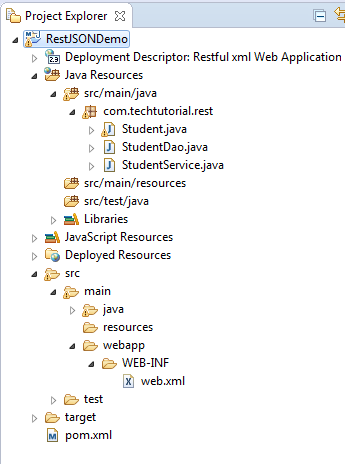 Project Explorer
RestJSONDemo
2.3 Deployment Descriptor: Restful xml Web Application
Java Resources
src/main/java
com.techtutorial.rest
Student.java
StudentDao.java
StudentService.java
src/main/resources
src/test/java
Libraries
JavaScript Resources
Deployed Resources
src
main
java
resources
webapp
WEB-INF
web.xml
test
target
pom.xml